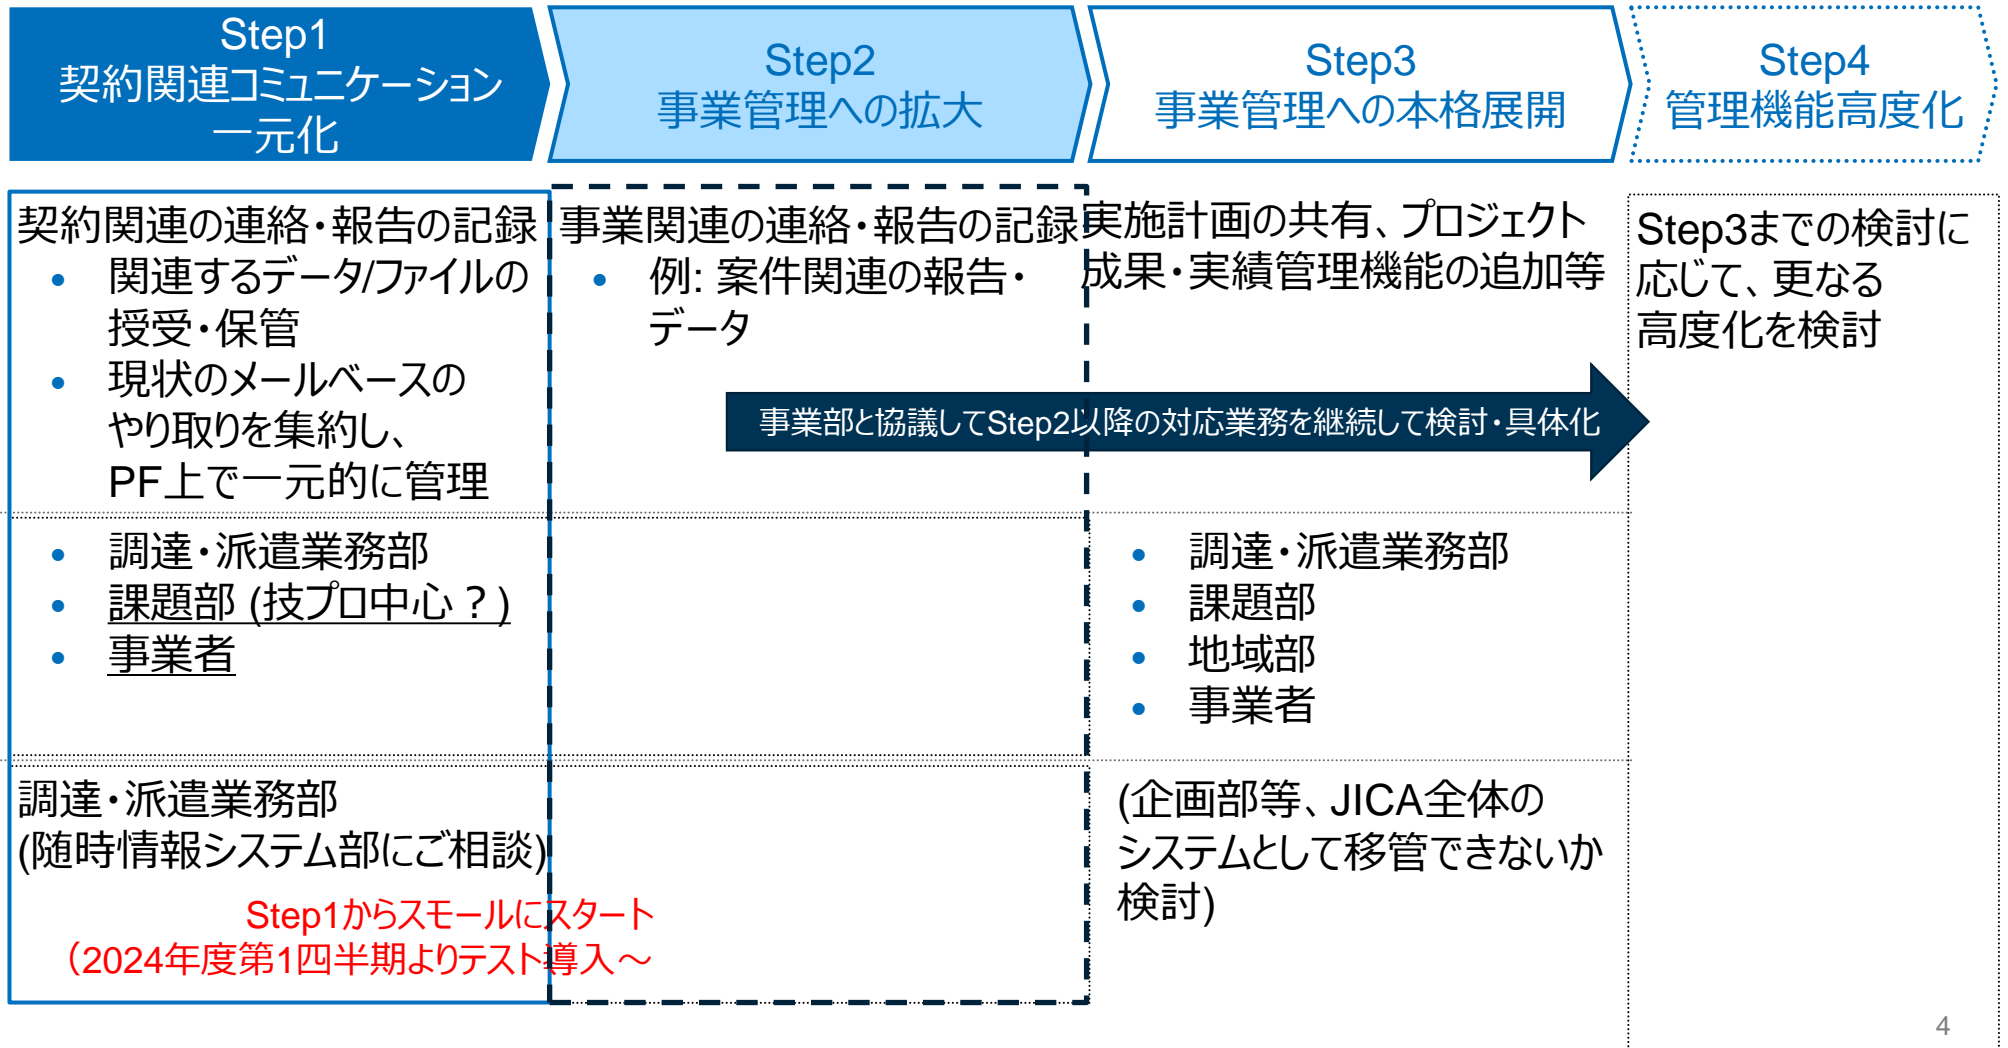 Step1
契約関連コミュニケーション
一元化
Step2
事業管理への拡大
Step3
事業管理への本格展開
Step4
管理機能高度化
契約関連の連絡・報告の記録
• 関連するデータ/ファイルの
授受・保管
• 現状のメールベースの
やり取りを集約し、
PF上で一元的に管理
事業関連の連絡・報告の記録
• 例: 案件関連の報告・
データ
実施計画の共有、プロジェクト
成果・実績管理機能の追加等
Step3までの検討に
応じて、更なる
高度化を検討
事業部と協議してStep2以降の対応業務を継続して検討・具体化
• 調達・派遣業務部
• 課題部 (技プロ中心？)
• 事業者
• 調達・派遣業務部
• 課題部
• 地域部
• 事業者
調達・派遣業務部
(随時情報システム部にご相談)
(企画部等、JICA全体の
システムとして移管できないか
検討)
Step1からスモールにスタート
（2024年度第1四半期よりテスト導入～
4